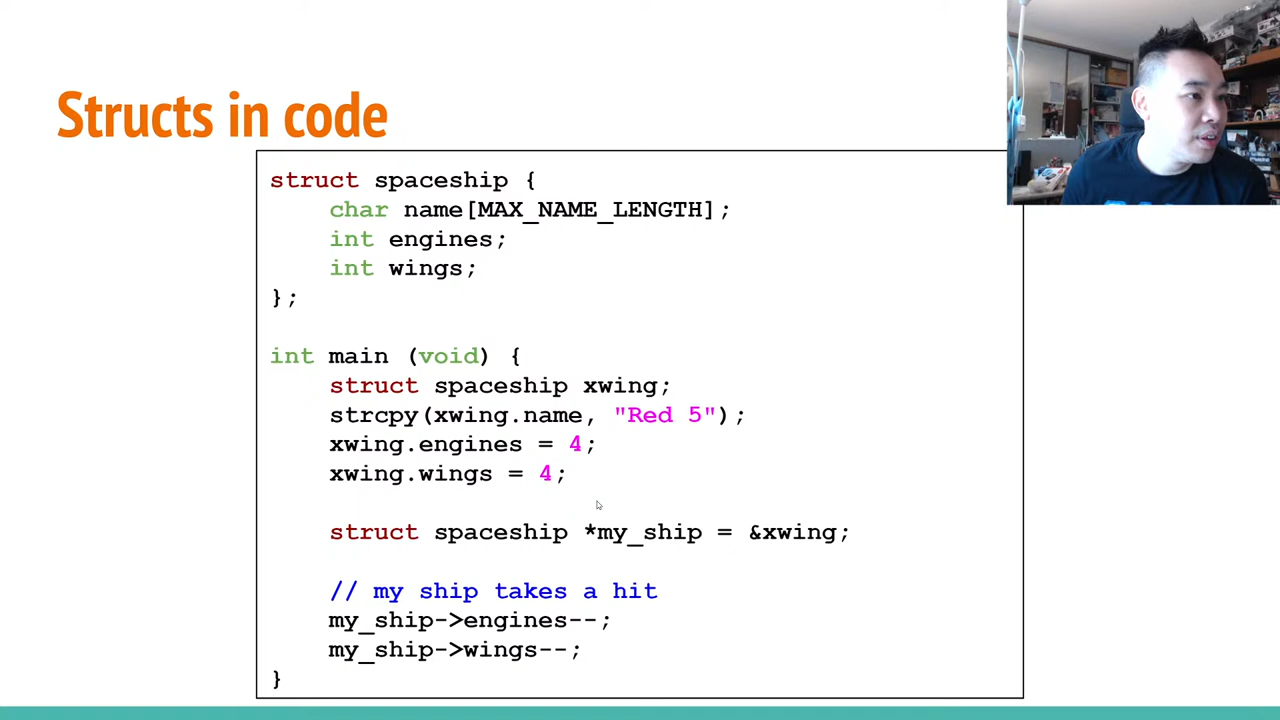 Structs in code
struct spaceship {
char name[MAX_NAME_LENGTH];
int engines;
int wings;
};
int main (void) {
struct spaceship xwing;
strcpy(xwing.name, "Red 5");
xwing.engines = 4;
xwing.wings = 4;
struct spaceship *my_ship = &xwing;
// my ship takes a hit
my_ship->engines--;
my_ship->wings--;
}